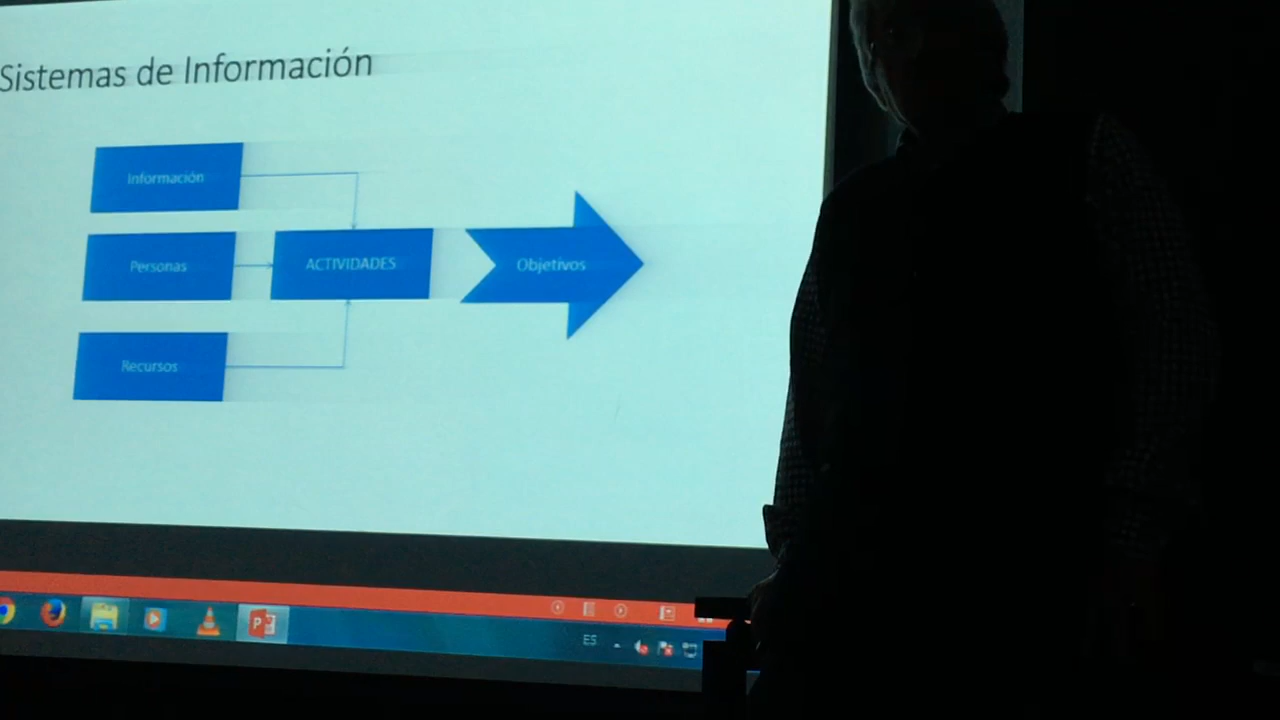 Sistemas de Información
Información
Personas
ACTIVIDADES
Objetivos
Recursos
P
ES